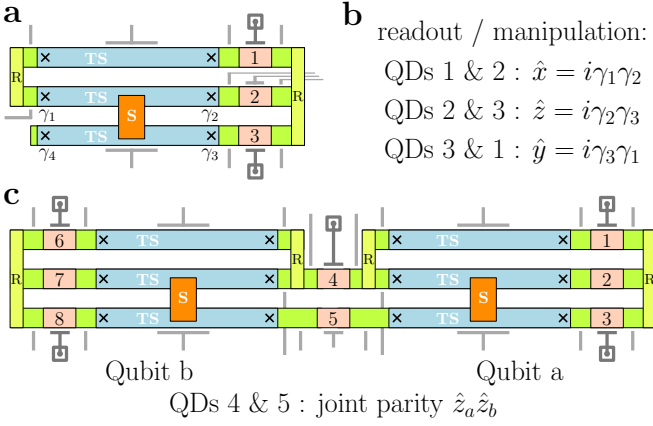 a
b
readout / manipulation:
QDs 1 & 2 : x̂ = iγ₁γ₂
QDs 2 & 3 : ẑ = iγ₂γ₃
QDs 3 & 1 : ŷ = iγ₃γ₁
R TS 1 R
TS 2
γ₁ S γ₂
3
γ₄ γ₃
c
6 TS TS 1
R 7 TS R 4 R TS 2 R
S S
8 TS 5 TS 3
Qubit b Qubit a
QDs 4 & 5 : joint parity ẑₐẑ_b